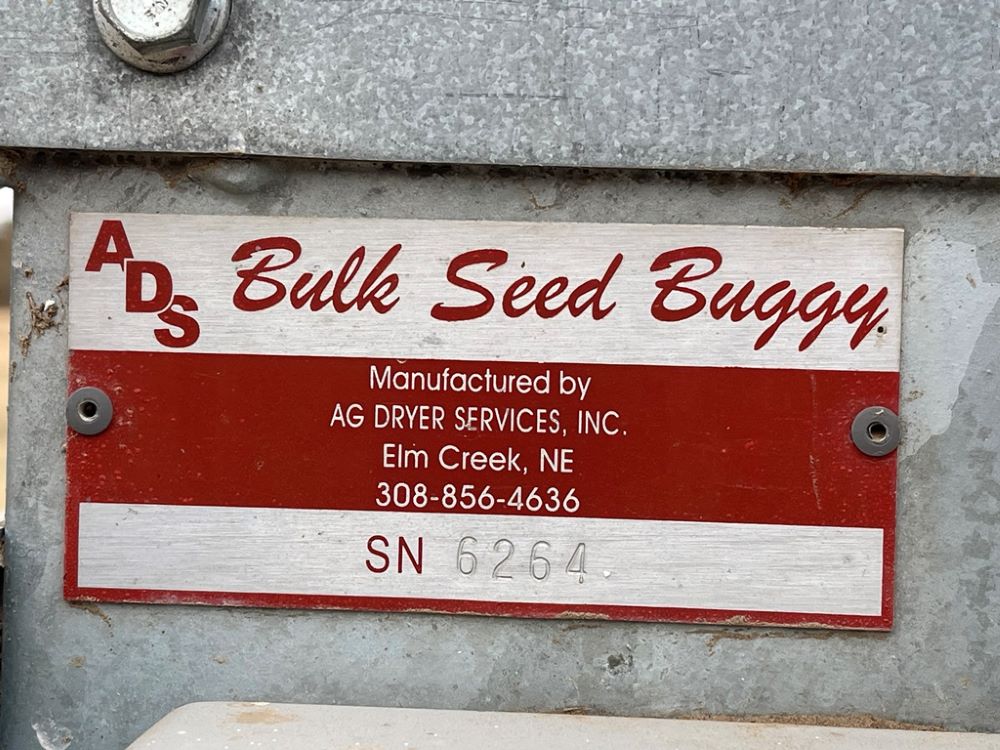 ADS Bulk Seed Buggy
Manufactured by
AG DRYER SERVICES, INC.
Elm Creek, NE
308-856-4636
SN 6264